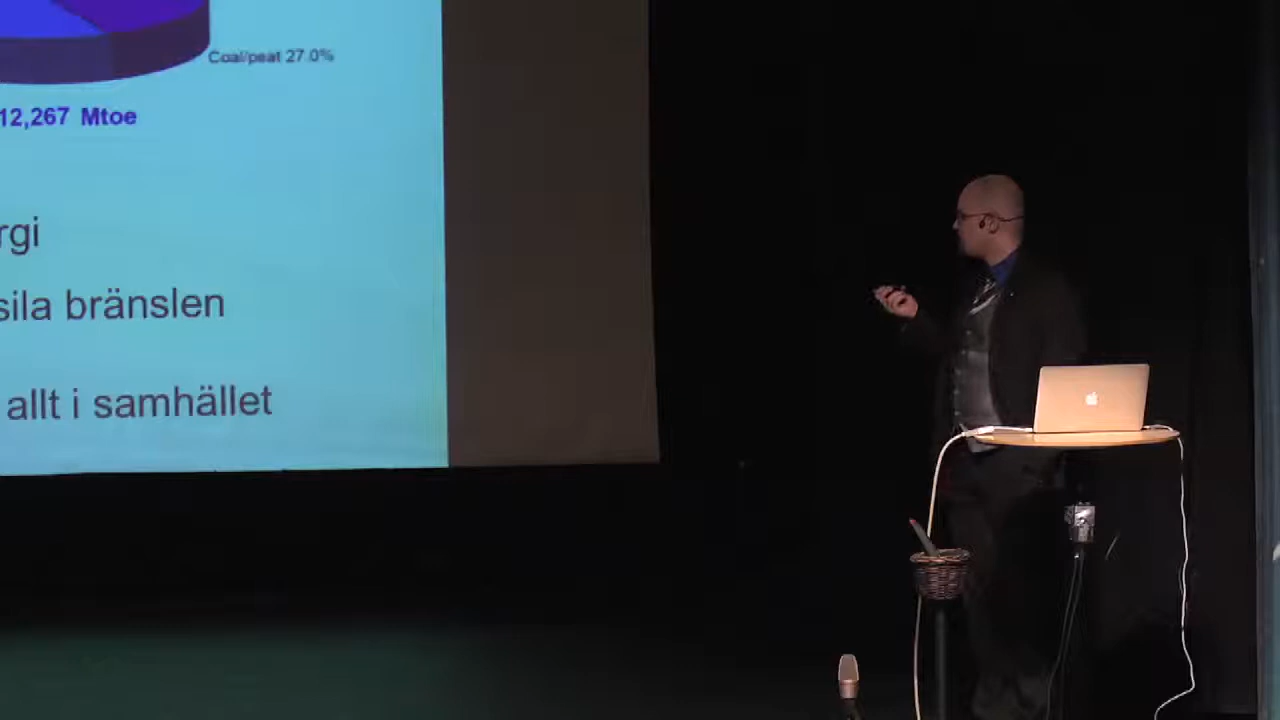 Coal/peat 27.0%
12,267 Mtoe
rgi
sila bränslen
allt i samhället